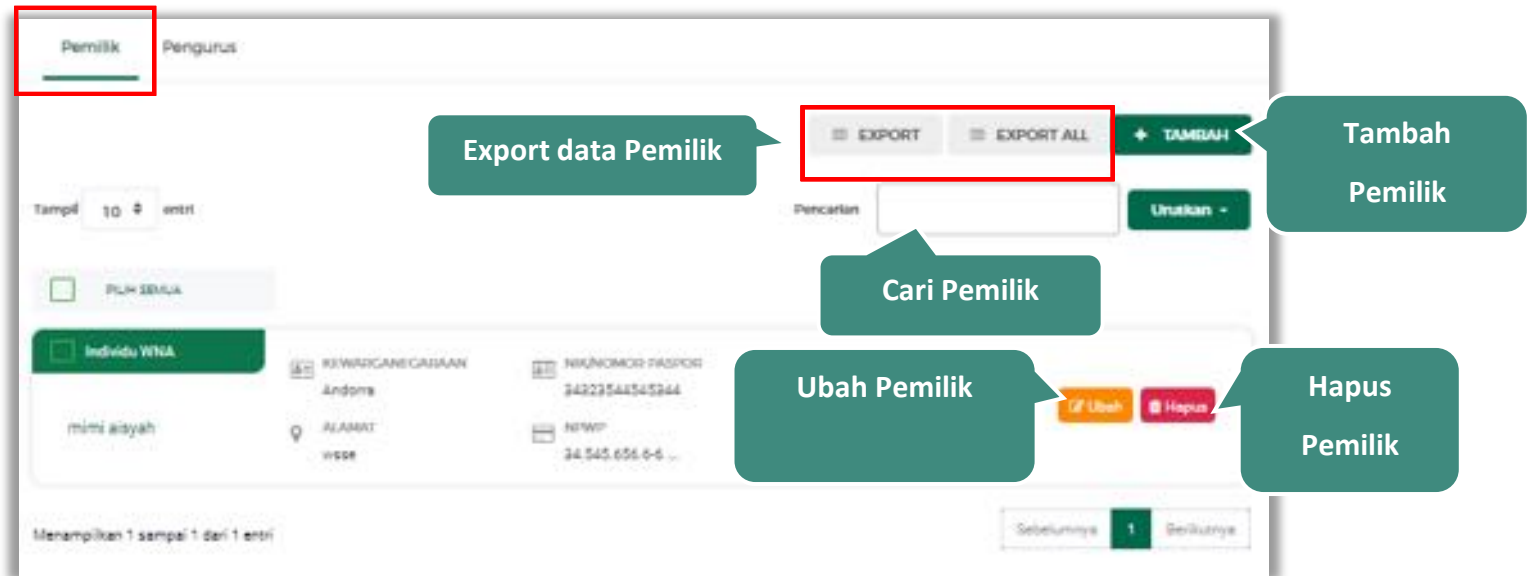 Pemilik Pengurus
Export data Pemilik
EXPORT EXPORT ALL + TAMBAH
Tambah
Pemilik
Tampil 10 entri
Pencarian
Urutkan
Cari Pemilik
PILIH SEMUA
Individu WNA
KEWARGANEGARAAN
Andorra
NIK/NOMOR PASPOR
34323544545344
mimi aisyah
ALAMAT
wsse
NPWP
34.545.656.6-6 ...
Ubah Pemilik
Ubah Hapus
Hapus
Pemilik
Menampilkan 1 sampai 1 dari 1 entri
Sebelumnya 1 Berikutnya